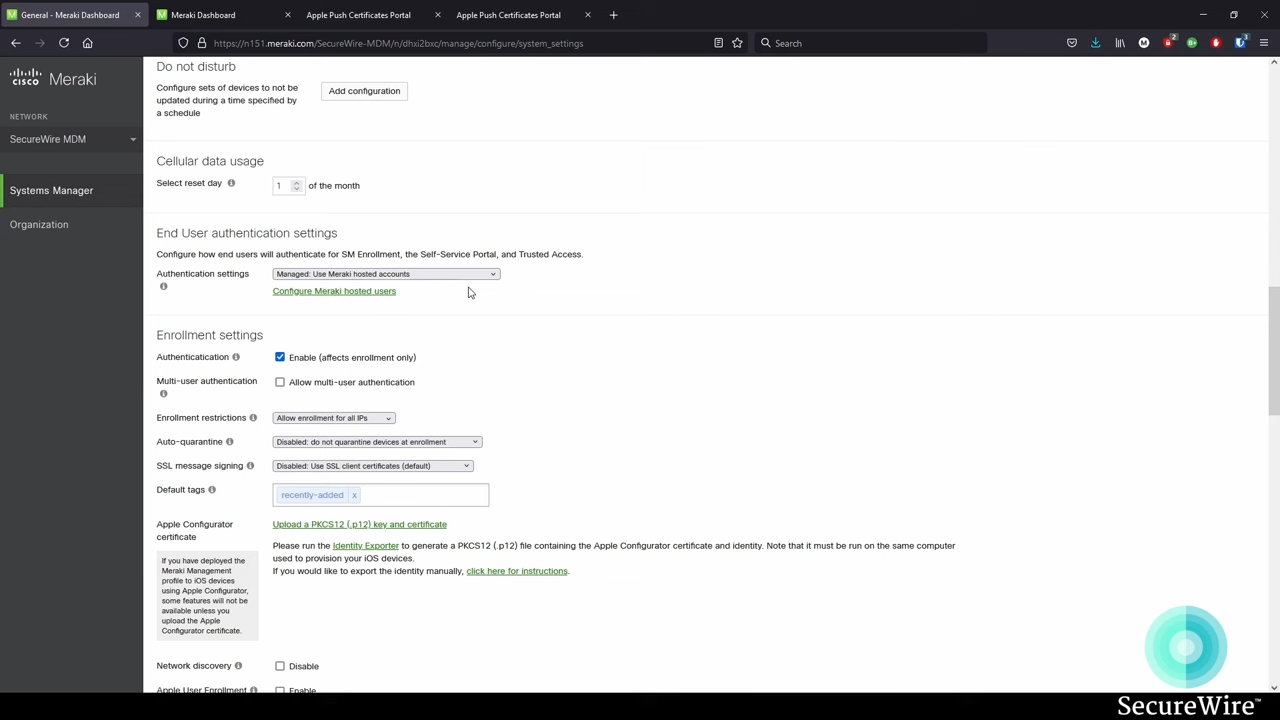 General - Meraki Dashboard
Meraki Dashboard
Apple Push Certificates Portal
Apple Push Certificates Portal
https://n151.meraki.com/SecureWire-MDM/n/dhxi2bxc/manage/configure/system_settings
Search
CISCO Meraki
NETWORK
SecureWire MDM
Systems Manager
Organization
Do not disturb
Configure sets of devices to not be
updated during a time specified by
a schedule
Add configuration
Cellular data usage
Select reset day
1 of the month
End User authentication settings
Configure how end users will authenticate for SM Enrollment, the Self-Service Portal, and Trusted Access.
Authentication settings
Managed: Use Meraki hosted accounts
Configure Meraki hosted users
Enrollment settings
Authenticatication
Enable (affects enrollment only)
Multi-user authentication
Allow multi-user authentication
Enrollment restrictions
Allow enrollment for all IPs
Auto-quarantine
Disabled: do not quarantine devices at enrollment
SSL message signing
Disabled: Use SSL client certificates (default)
Default tags
recently-added x
Apple Configurator
certificate
Upload a PKCS12 (.p12) key and certificate
Please run the Identity Exporter to generate a PKCS12 (.p12) file containing the Apple Configurator certificate and identity. Note that it must be run on the same computer
used to provision your iOS devices.
If you would like to export the identity manually, click here for instructions.
If you have deployed the
Meraki Management
profile to iOS devices
using Apple Configurator,
some features will not be
available unless you
upload the Apple
Configurator certificate.
Network discovery
Disable
Apple User Enrollment
Enable
SecureWire™